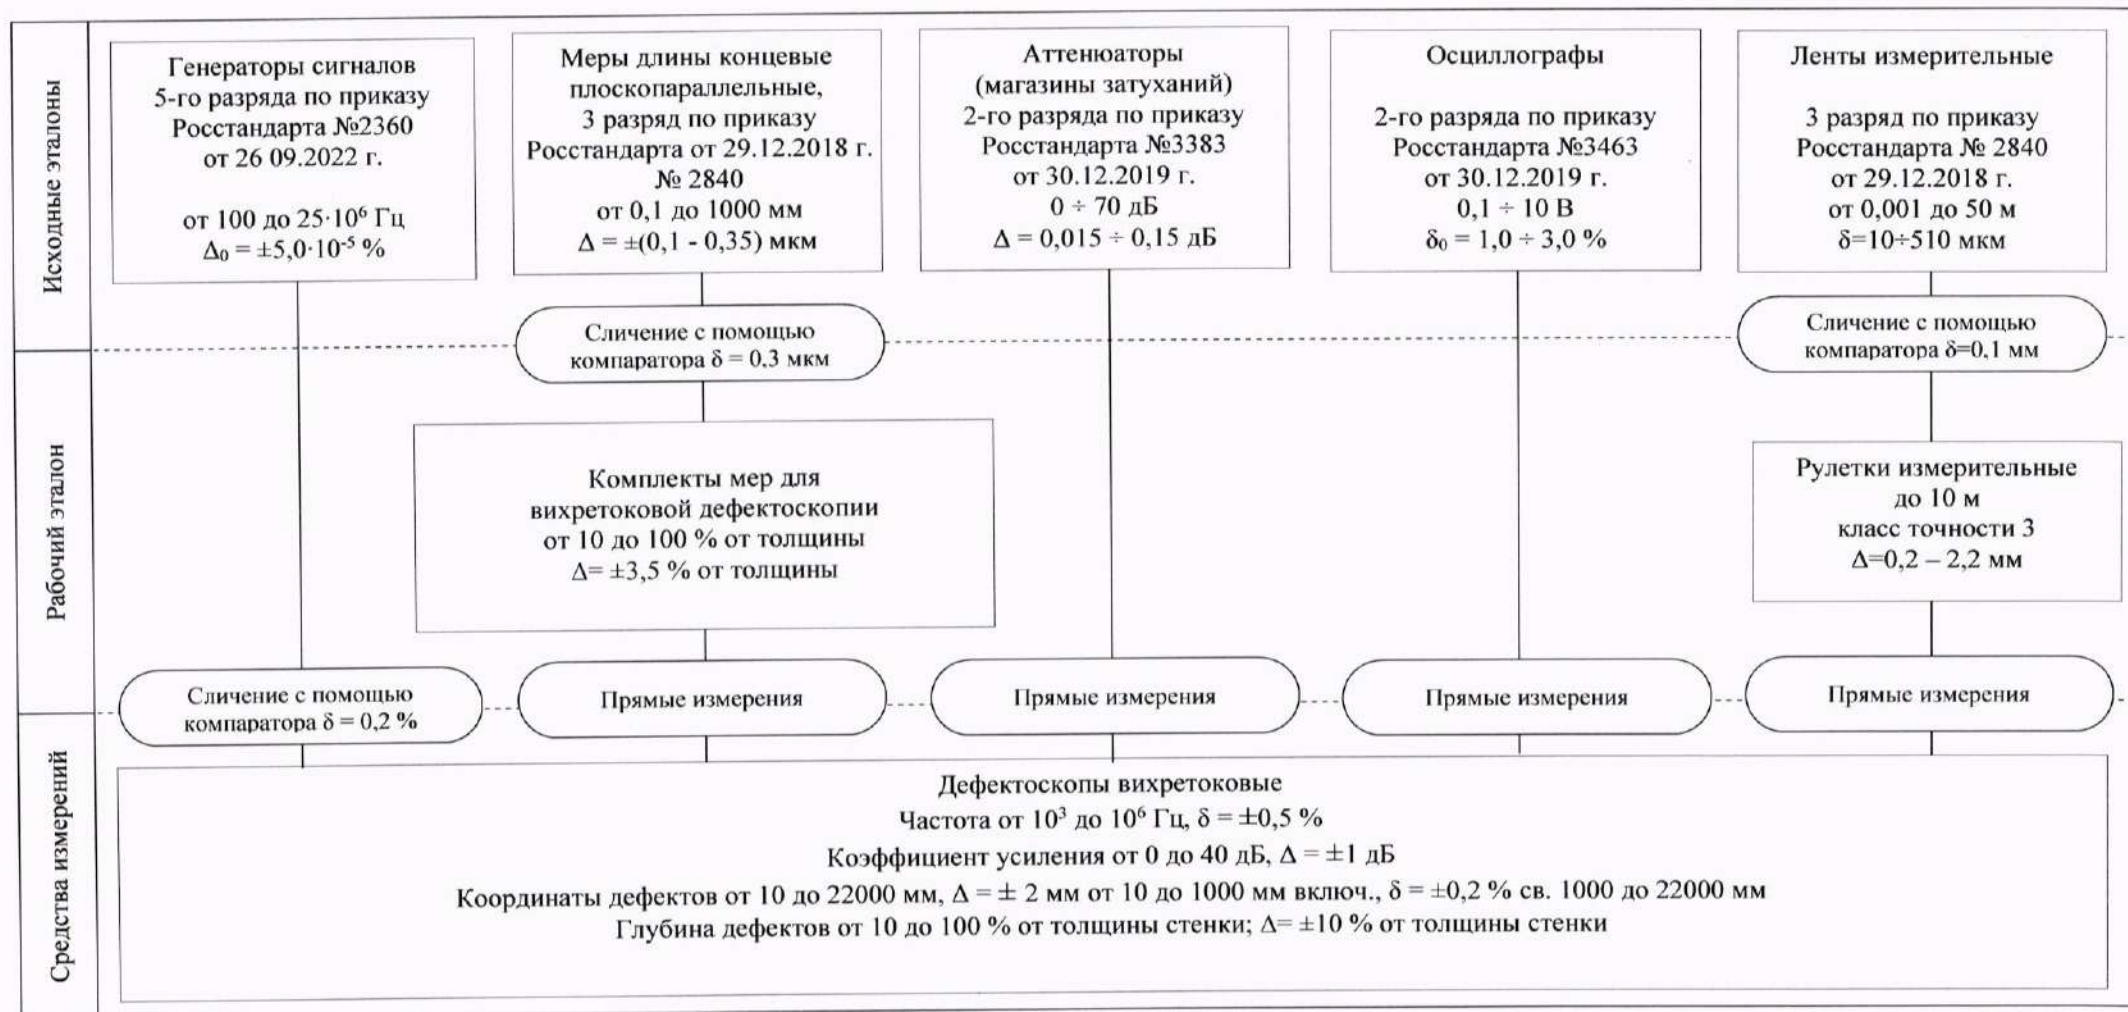 Исходные эталоны
Генераторы сигналов
5-го разряда по приказу
Росстандарта №2360
от 26 09.2022 г.
от 100 до 25·10⁶ Гц
Δ₀ = ±5,0·10⁻⁵ %
Меры длины концевые
плоскопараллельные,
3 разряд по приказу
Росстандарта от 29.12.2018 г.
№ 2840
от 0,1 до 1000 мм
Δ = ±(0,1 - 0,35) мкм
Аттенюаторы
(магазины затуханий)
2-го разряда по приказу
Росстандарта №3383
от 30.12.2019 г.
0 ÷ 70 дБ
Δ = 0,015 ÷ 0,15 дБ
Осциллографы
2-го разряда по приказу
Росстандарта №3463
от 30.12.2019 г.
0,1 ÷ 10 В
δ₀ = 1,0 ÷ 3,0 %
Ленты измерительные
3 разряд по приказу
Росстандарта № 2840
от 29.12.2018 г.
от 0,001 до 50 м
δ=10÷510 мкм
Сличение с помощью
компаратора δ = 0,3 мкм
Сличение с помощью
компаратора δ=0,1 мм
Рабочий эталон
Комплекты мер для
вихретоковой дефектоскопии
от 10 до 100 % от толщины
Δ= ±3,5 % от толщины
Рулетки измерительные
до 10 м
класс точности 3
Δ=0,2 – 2,2 мм
Сличение с помощью
компаратора δ = 0,2 %
Прямые измерения
Прямые измерения
Прямые измерения
Прямые измерения
Средства измерений
Дефектоскопы вихретоковые
Частота от 10³ до 10⁶ Гц, δ = ±0,5 %
Коэффициент усиления от 0 до 40 дБ, Δ = ±1 дБ
Координаты дефектов от 10 до 22000 мм, Δ = ± 2 мм от 10 до 1000 мм включ., δ = ±0,2 % св. 1000 до 22000 мм
Глубина дефектов от 10 до 100 % от толщины стенки; Δ= ±10 % от толщины стенки